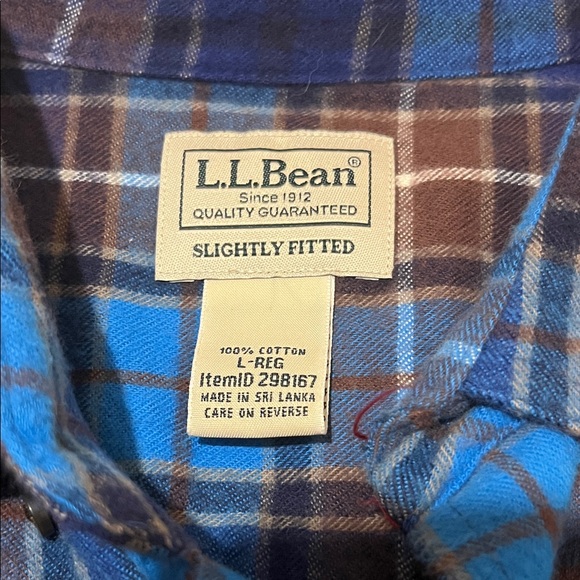 L.L.Bean®
Since 1912
QUALITY GUARANTEED
SLIGHTLY FITTED
100% COTTON
L-REG
ItemID 298167
MADE IN SRI LANKA
CARE ON REVERSE